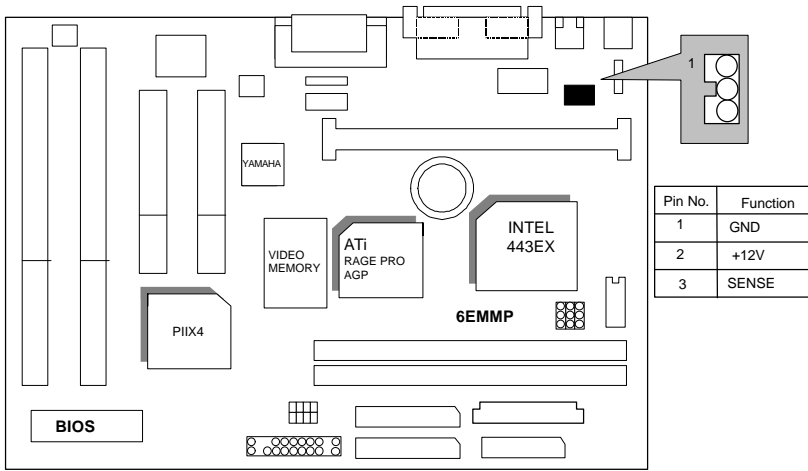 1
YAMAHA
Pin No. Function
1 GND
2 +12V
3 SENSE
INTEL
443EX
ATi
RAGE PRO
AGP
VIDEO
MEMORY
6EMMP
PIIX4
BIOS